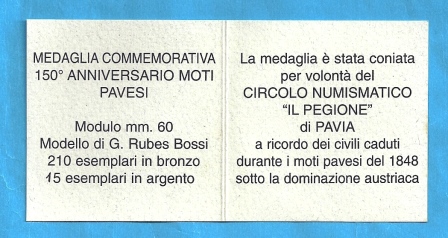 MEDAGLIA COMMEMORATIVA
150° ANNIVERSARIO MOTI
PAVESI
Modulo mm. 60
Modello di G. Rubes Bossi
210 esemplari in bronzo
15 esemplari in argento
La medaglia è stata coniata
per volontà del
CIRCOLO NUMISMATICO
“IL PEGIONE”
di PAVIA
a ricordo dei civili caduti
durante i moti pavesi del 1848
sotto la dominazione austriaca